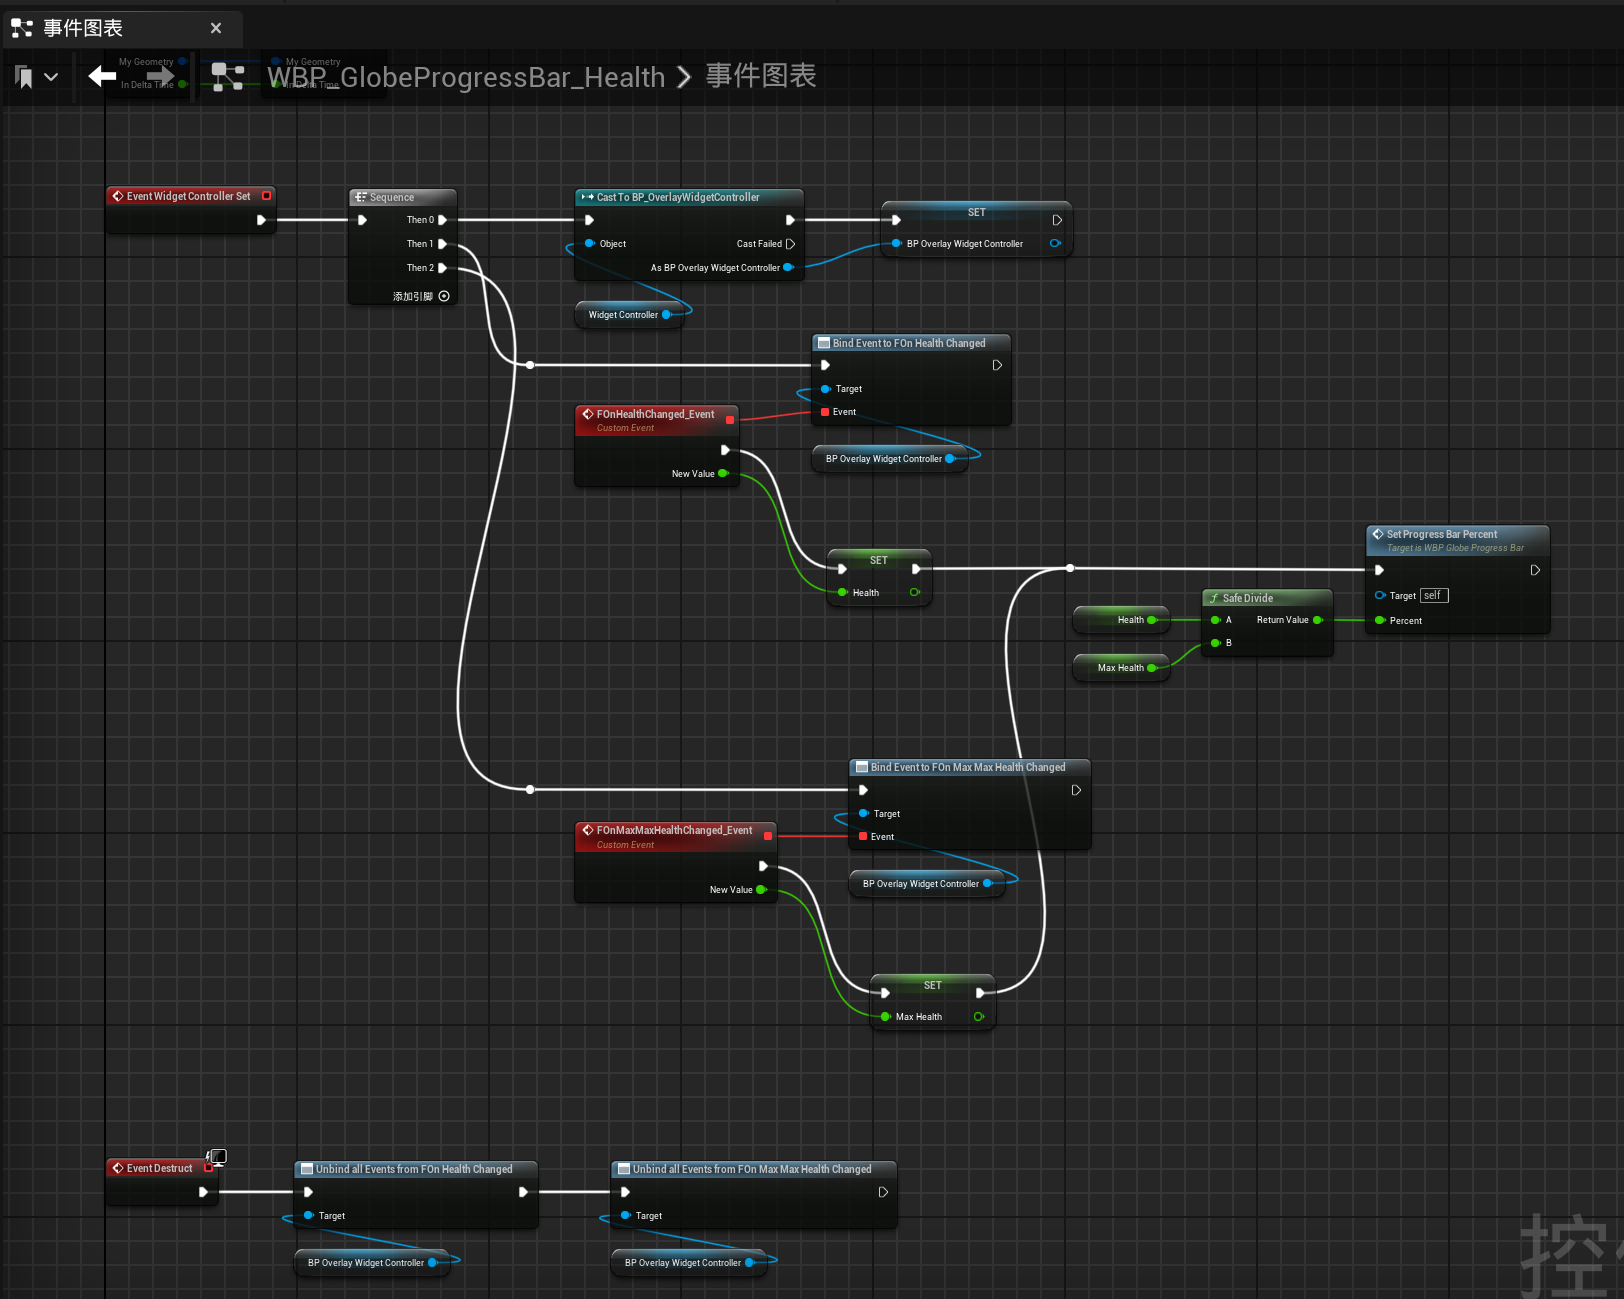 事件图表
My Geometry
My Geometry
In Delta Time
In Delta Time
WBP_GlobeProgressBar_Health > 事件图表
Event Widget Controller Set
Sequence
Then 0
Then 1
Then 2
添加引脚
Cast To BP_OverlayWidgetController
Object
Cast Failed
As BP Overlay Widget Controller
Widget Controller
SET
BP Overlay Widget Controller
Bind Event to FOn Health Changed
Target
Event
BP Overlay Widget Controller
FOnHealthChanged_Event
Custom Event
New Value
SET
Health
Set Progress Bar Percent
Target is WBP Globe Progress Bar
Target self
Percent
Safe Divide
A
Return Value
B
Health
Max Health
Bind Event to FOn Max Max Health Changed
Target
Event
BP Overlay Widget Controller
FOnMaxMaxHealthChanged_Event
Custom Event
New Value
SET
Max Health
Event Destruct
Unbind all Events from FOn Health Changed
Target
BP Overlay Widget Controller
Unbind all Events from FOn Max Max Health Changed
Target
BP Overlay Widget Controller
控